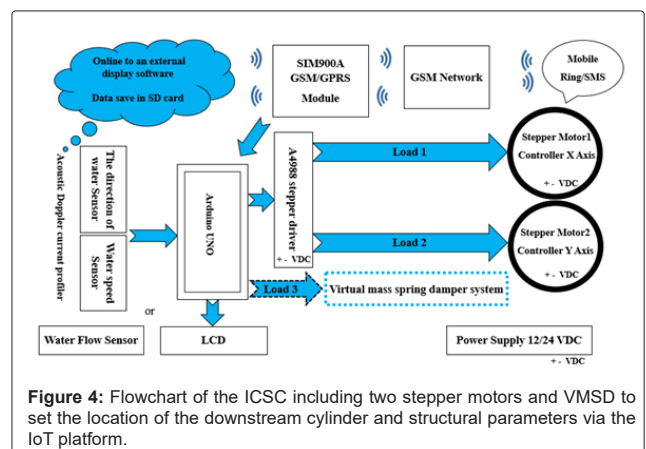 Online to an external
display software
Data save in SD card
SIM900A
GSM/GPRS
Module
GSM Network
Mobile
Ring/SMS
Acoustic Doppler current profiler
The direction of
water Sensor
Water speed
Sensor
Arduino UNO
A4988 stepper driver
+ - VDC
Load 1
Stepper Motor1
Controller X Axis
+ - VDC
Load 2
Stepper Motor2
Controller Y Axis
+ - VDC
Load 3
Virtual mass spring damper system
or
Water Flow Sensor
LCD
Power Supply 12/24 VDC
+ - VDC
Figure 4: Flowchart of the ICSC including two stepper motors and VMSD to
set the location of the downstream cylinder and structural parameters via the
IoT platform.